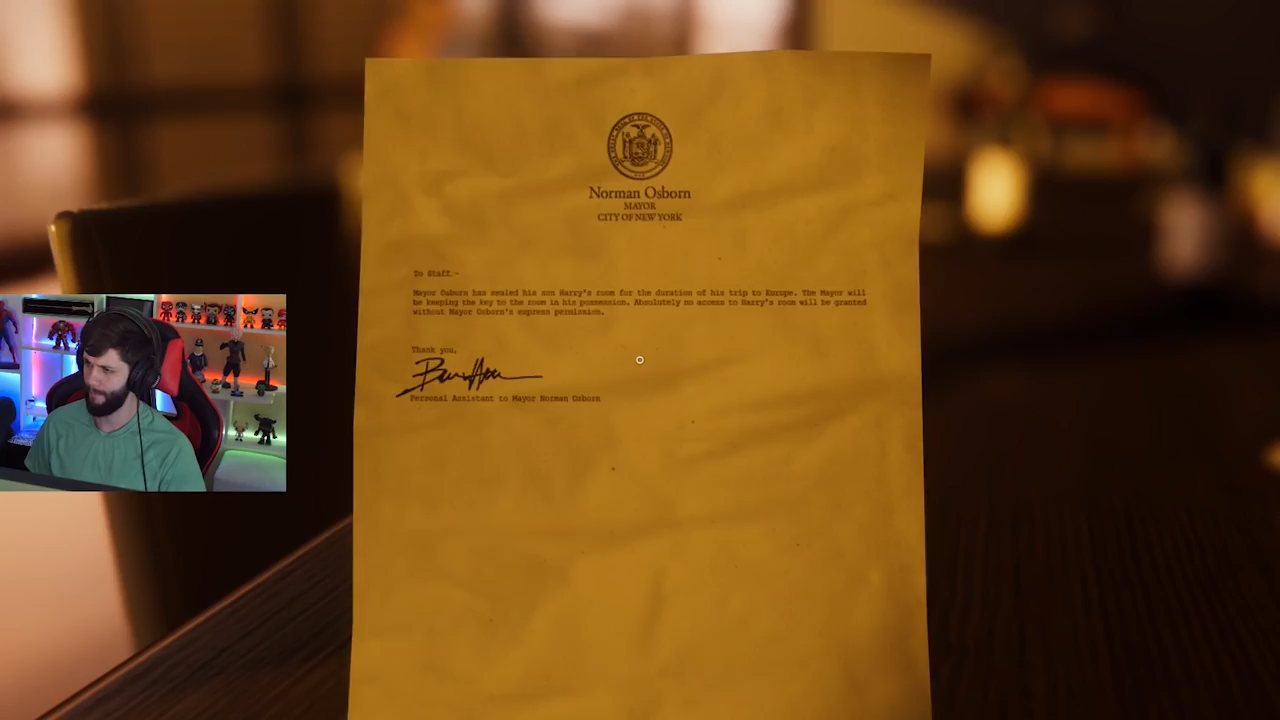 Norman Osborn
MAYOR
CITY OF NEW YORK
To Staff -
Mayor Osborn has sealed his son Harry's room for the duration of his trip to Europe. The Mayor will
be keeping the key to the room in his possession. Absolutely no access to Harry's room will be granted
without Mayor Osborn's express permission.
Thank you,
Personal Assistant to Mayor Norman Osborn